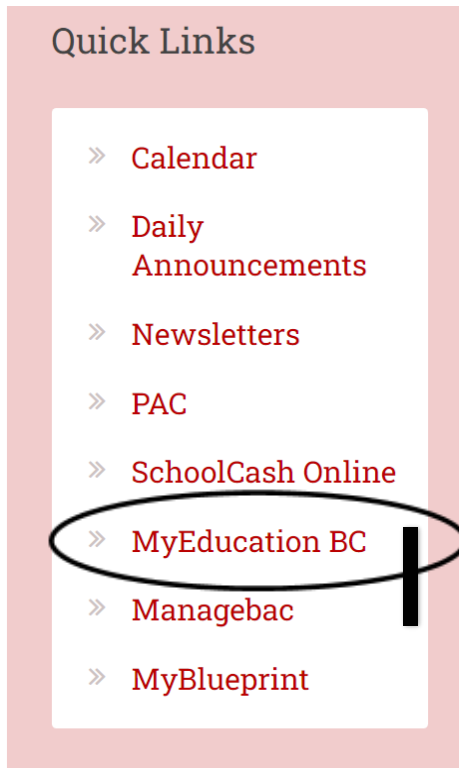 Quick Links
Calendar
Daily
Announcements
Newsletters
PAC
SchoolCash Online
MyEducation BC
Managebac
MyBlueprint